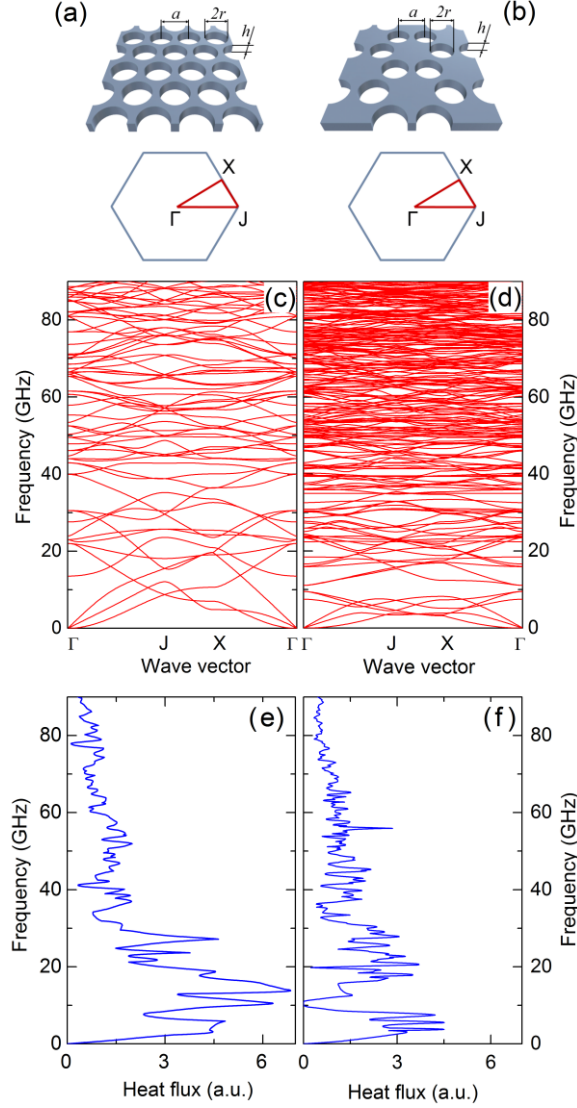 (a)
a
2r
h
(b)
a
2r
h
X
Γ
J
X
Γ
J
(c)
(d)
80
60
40
20
0
Frequency (GHz)
Γ
J
X
Γ
Wave vector
Γ
J
X
Γ
Wave vector
80
60
40
20
0
Frequency (GHz)
(e)
(f)
80
60
40
20
0
Frequency (GHz)
0
3
6
Heat flux (a.u.)
0
3
6
Heat flux (a.u.)
80
60
40
20
0
Frequency (GHz)